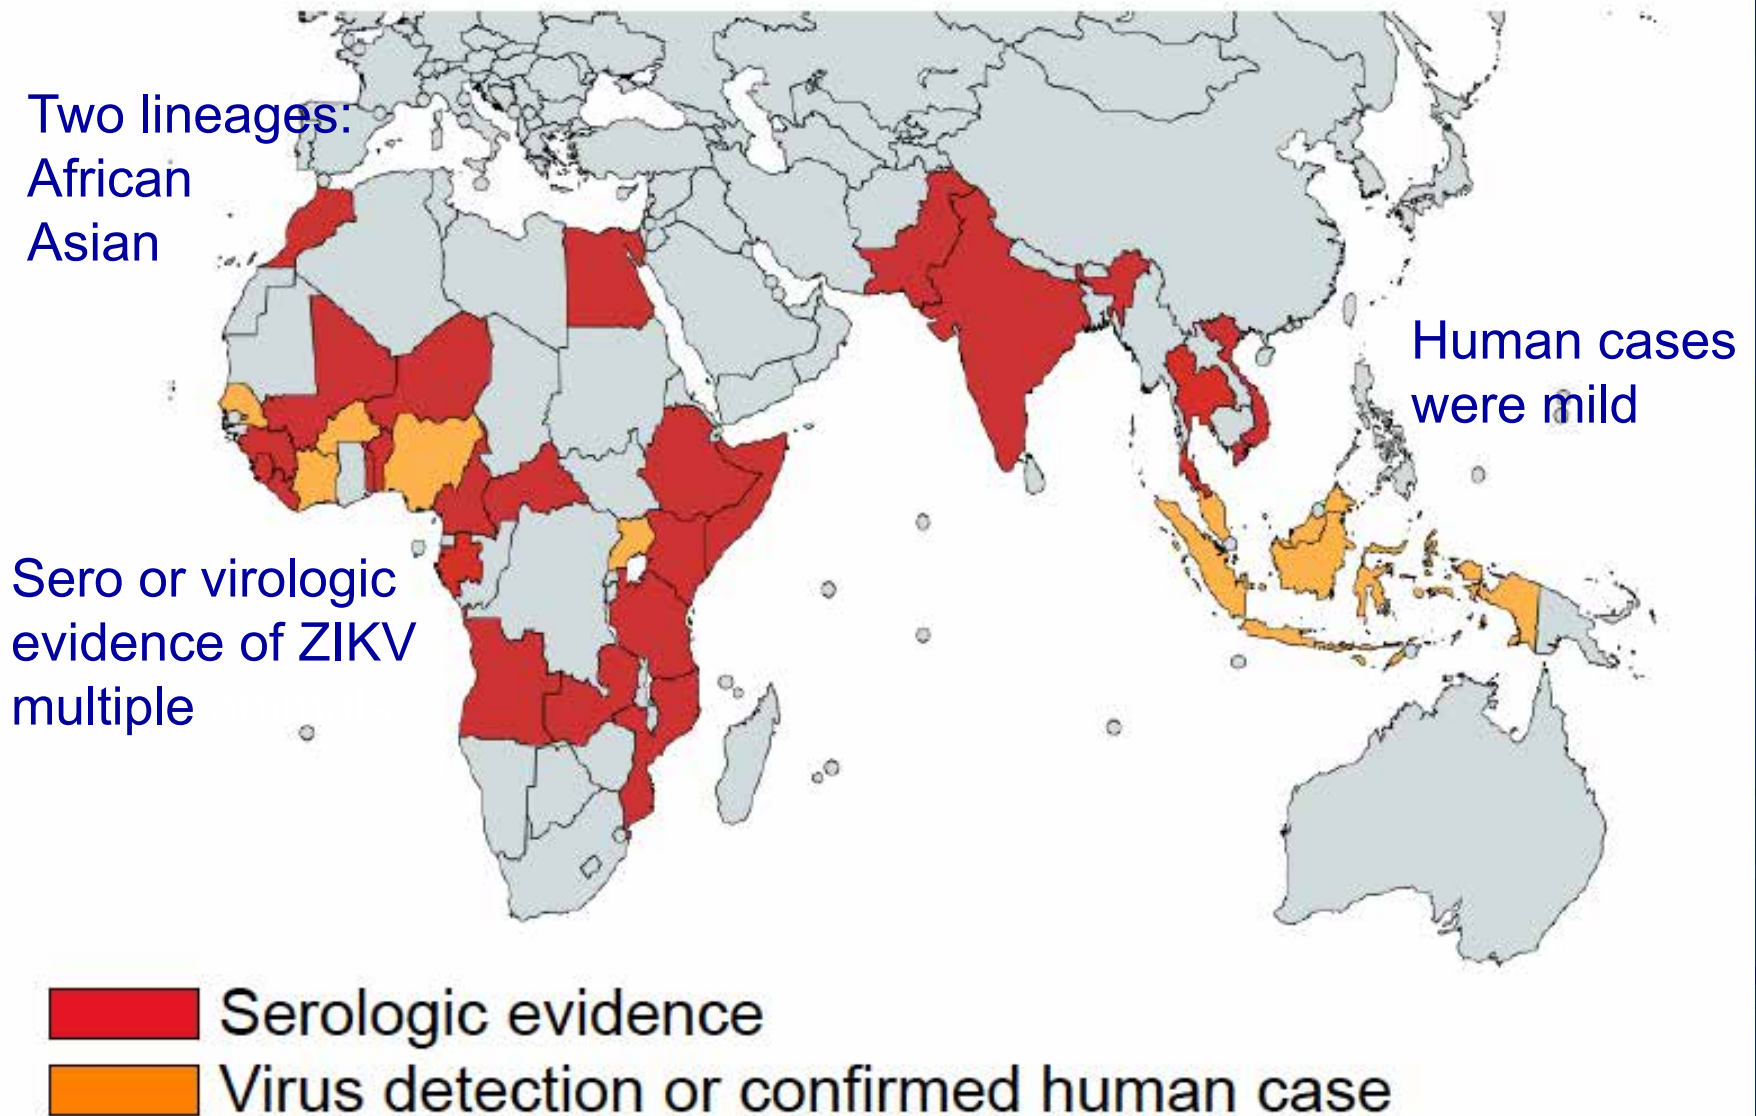 Two lineages:
African
Asian
Human cases
were mild
Sero or virologic
evidence of ZIKV
multiple
Serologic evidence
Virus detection or confirmed human case